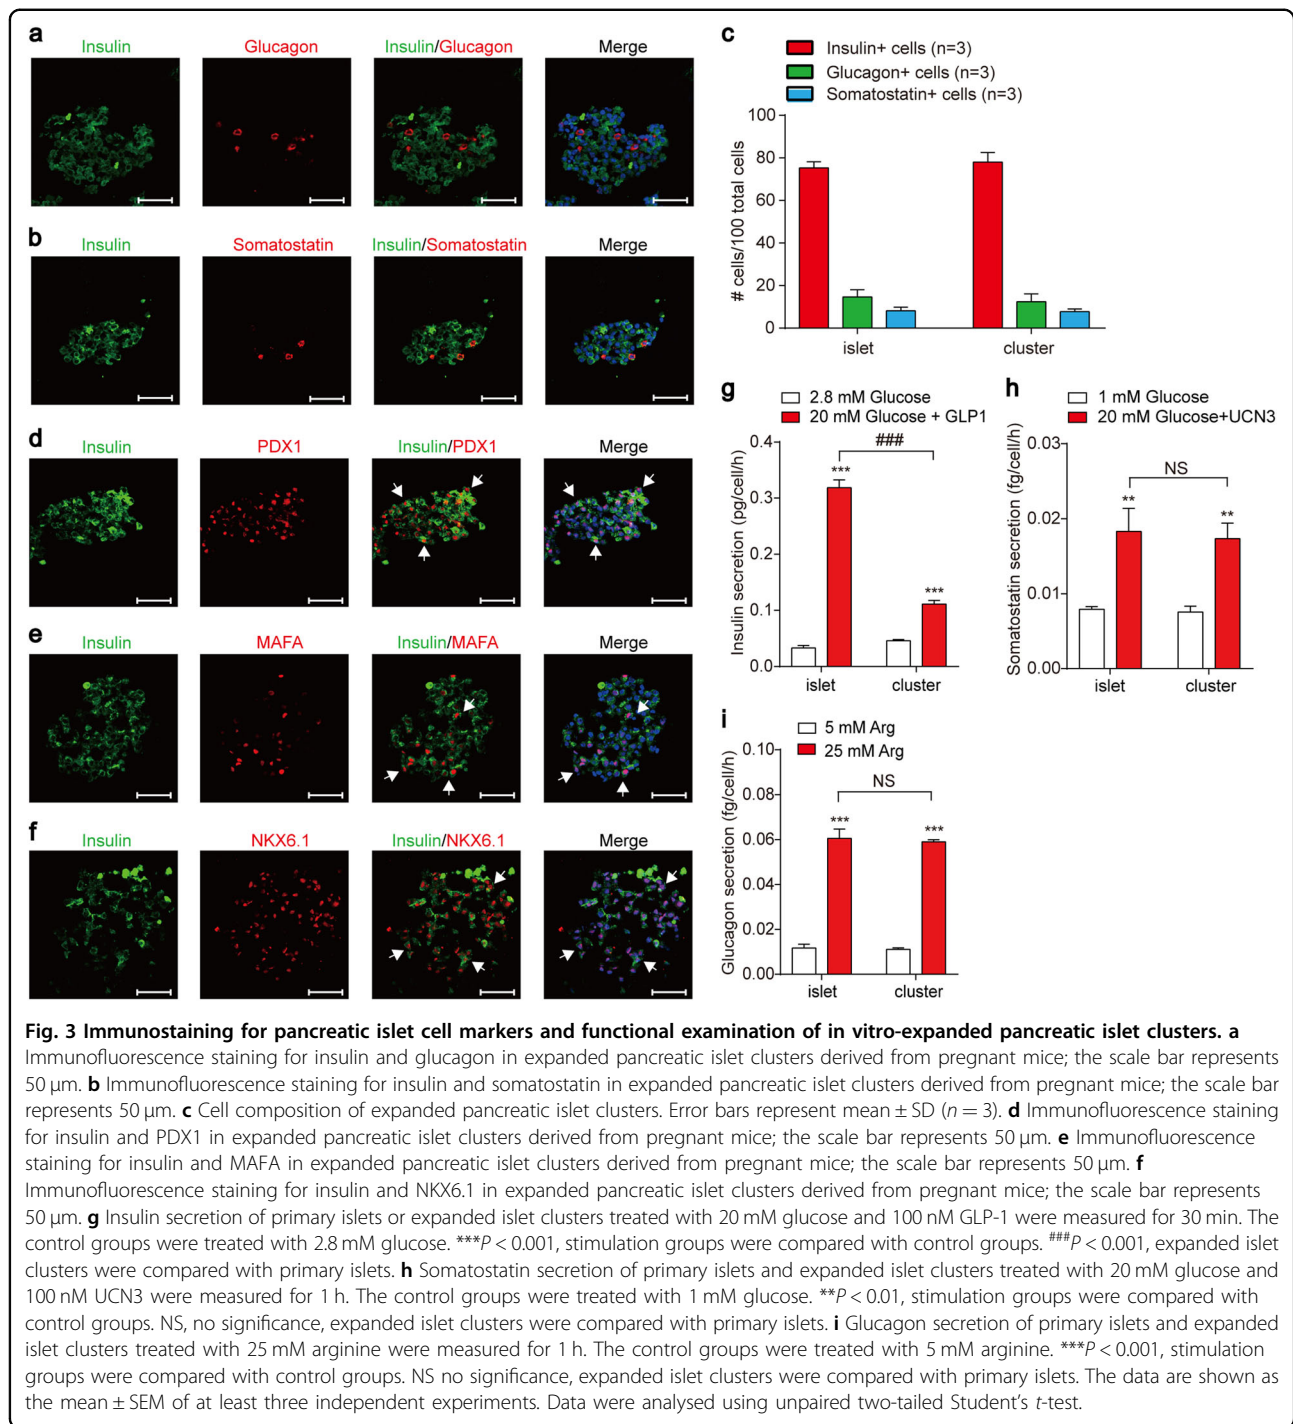 a
Insulin
Glucagon
Insulin/Glucagon
Merge
b
Insulin
Somatostatin
Insulin/Somatostatin
Merge
c
Insulin+ cells (n=3)
Glucagon+ cells (n=3)
Somatostatin+ cells (n=3)
# cells/100 total cells
100
80
60
40
20
0
islet
cluster
d
Insulin
PDX1
Insulin/PDX1
Merge
e
Insulin
MAFA
Insulin/MAFA
Merge
f
Insulin
NKX6.1
Insulin/NKX6.1
Merge
g
2.8 mM Glucose
20 mM Glucose + GLP1
Insulin secretion (pg/cell/h)
0.4
0.3
0.2
0.1
0.0
###
***
***
islet
cluster
h
1 mM Glucose
20 mM Glucose+UCN3
Somatostatin secretion (fg/cell/h)
0.03
0.02
0.01
0.00
NS
**
**
islet
cluster
i
5 mM Arg
25 mM Arg
Glucagon secretion (fg/cell/h)
0.10
0.08
0.06
0.04
0.02
0.00
NS
***
***
islet
cluster
Fig. 3 Immunostaining for pancreatic islet cell markers and functional examination of in vitro-expanded pancreatic islet clusters. a
Immunofluorescence staining for insulin and glucagon in expanded pancreatic islet clusters derived from pregnant mice; the scale bar represents
50 μm. b Immunofluorescence staining for insulin and somatostatin in expanded pancreatic islet clusters derived from pregnant mice; the scale bar
represents 50 μm. c Cell composition of expanded pancreatic islet clusters. Error bars represent mean ± SD (n = 3). d Immunofluorescence staining
for insulin and PDX1 in expanded pancreatic islet clusters derived from pregnant mice; the scale bar represents 50 μm. e Immunofluorescence
staining for insulin and MAFA in expanded pancreatic islet clusters derived from pregnant mice; the scale bar represents 50 μm. f
Immunofluorescence staining for insulin and NKX6.1 in expanded pancreatic islet clusters derived from pregnant mice; the scale bar represents
50 μm. g Insulin secretion of primary islets or expanded islet clusters treated with 20 mM glucose and 100 nM GLP-1 were measured for 30 min. The
control groups were treated with 2.8 mM glucose. ***P < 0.001, stimulation groups were compared with control groups. ###P < 0.001, expanded islet
clusters were compared with primary islets. h Somatostatin secretion of primary islets and expanded islet clusters treated with 20 mM glucose and
100 nM UCN3 were measured for 1 h. The control groups were treated with 1 mM glucose. **P < 0.01, stimulation groups were compared with
control groups. NS, no significance, expanded islet clusters were compared with primary islets. i Glucagon secretion of primary islets and expanded
islet clusters treated with 25 mM arginine were measured for 1 h. The control groups were treated with 5 mM arginine. ***P < 0.001, stimulation
groups were compared with control groups. NS no significance, expanded islet clusters were compared with primary islets. The data are shown as
the mean ± SEM of at least three independent experiments. Data were analysed using unpaired two-tailed Student's t-test.